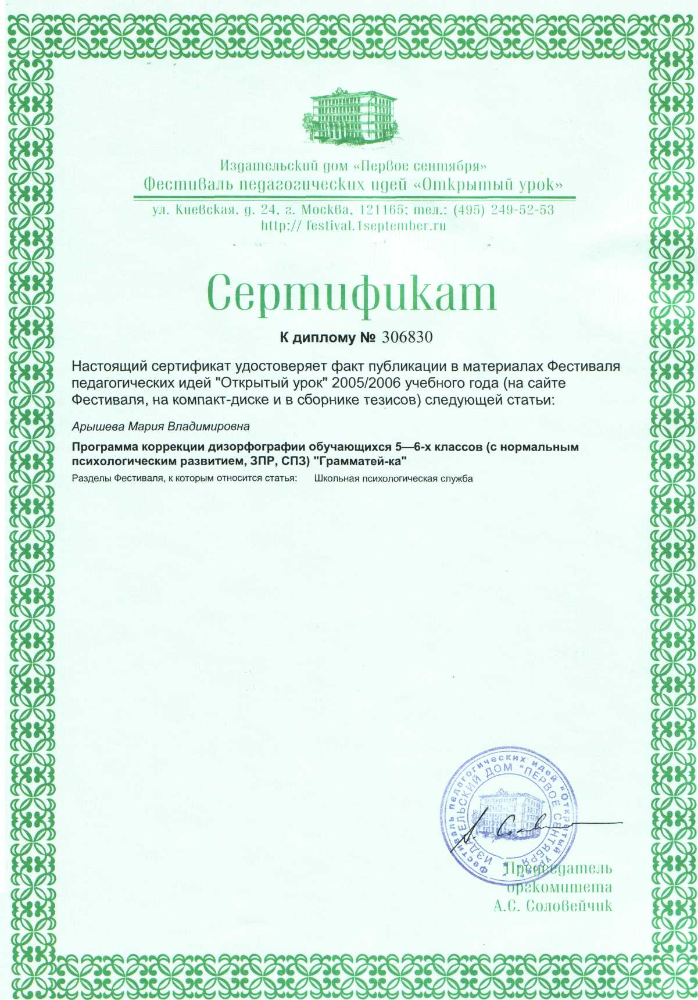 Издательский дом «Первое сентября»
Фестиваль педагогических идей «Открытый урок»
ул. Киевская, д. 24, г. Москва, 121165; тел.: (495) 249-52-53
http:// festival.1september.ru
Сертификат
К диплому № 306830
Настоящий сертификат удостоверяет факт публикации в материалах Фестиваля
педагогических идей "Открытый урок" 2005/2006 учебного года (на сайте
Фестиваля, на компакт-диске и в сборнике тезисов) следующей статьи:
Арышева Мария Владимировна
Программа коррекции дизорфографии обучающихся 5—6-х классов (с нормальным
психологическим развитием, ЗПР, СПЗ) "Грамматей-ка"
Разделы Фестиваля, к которым относится статья: Школьная психологическая служба
Фестиваль педагогических идей "Открытый урок"
ИЗДАТЕЛЬСКИЙ ДОМ "ПЕРВОЕ СЕНТЯБРЯ"
Председатель
оргкомитета
А.С. Соловейчик